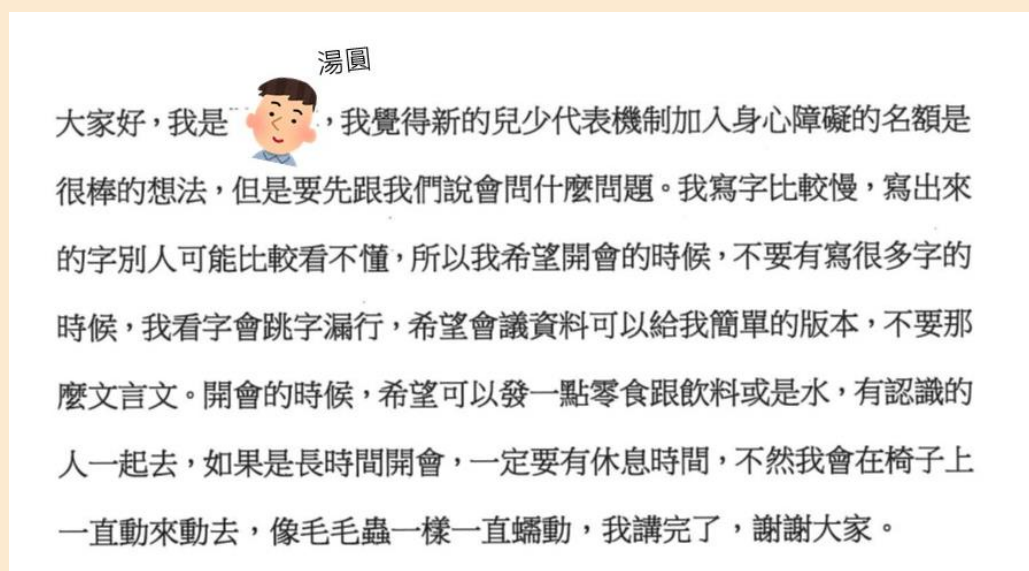 湯圓
大家好，我是，我覺得新的兒少代表機制加入身心障礙的名額是
很棒的想法，但是要先跟我們說會問什麼問題。我寫字比較慢，寫出來
的字別人可能比較看不懂，所以我希望開會的時候，不要有寫很多字的
時候，我看字會跳字漏行，希望會議資料可以給我簡單的版本，不要那
麼文言文。開會的時候，希望可以發一點零食跟飲料或是水，有認識的
人一起去，如果是長時間開會，一定要有休息時間，不然我會在椅子上
一直動來動去，像毛毛蟲一樣一直蠕動，我講完了，謝謝大家。